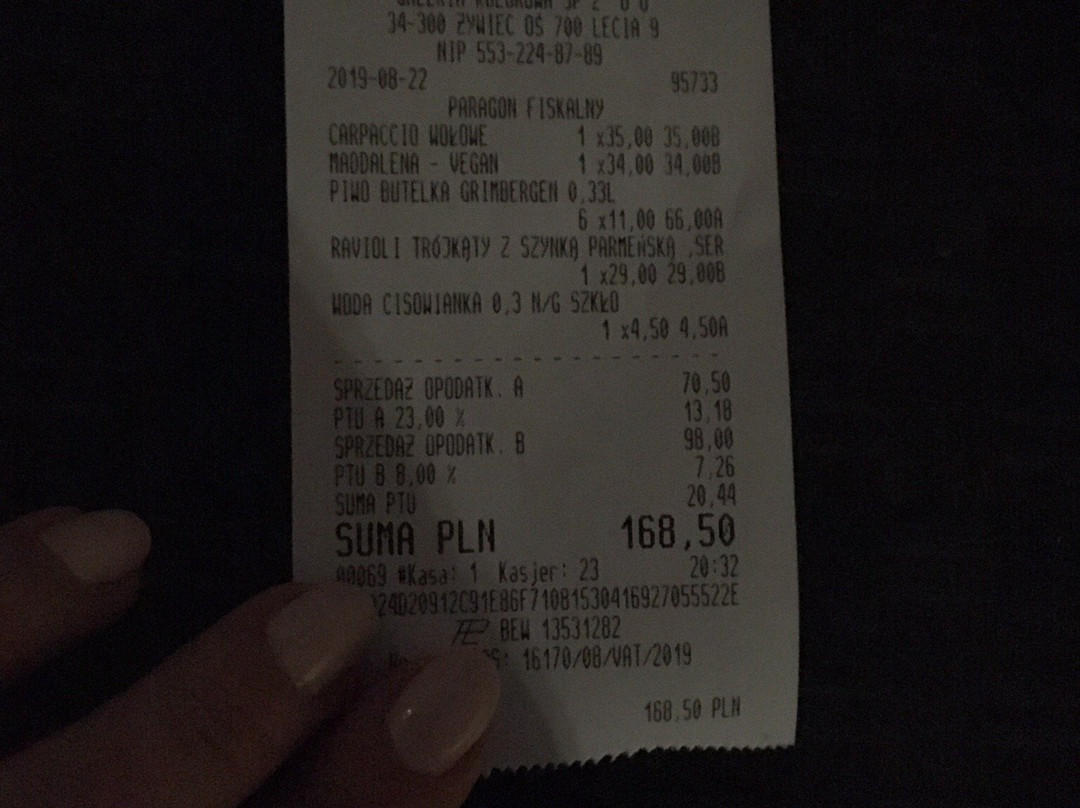 34-300 ŻYWIEC OŚ 700 LECIA 9
NIP 553-224-87-89
2019-08-22 95733
PARAGON FISKALNY
CARPACCIO WOŁOWE 1 x35,00 35,00B
MADDALENA - VEGAN 1 x34,00 34,00B
PIWO BUTELKA GRIMBERGEN 0,33L
6 x11,00 66,00A
RAVIOLI TRÓJKĄTY Z SZYNKĄ PARMEŃSKĄ ,SER
1 x29,00 29,00B
WODA CISOWIANKA 0,3 N/G SZKŁO
1 x4,50 4,50A
SPRZEDAŻ OPODATK. A 70,50
PTU A 23,00 % 13,18
SPRZEDAŻ OPODATK. B 98,00
PTU B 8,00 % 7,26
SUMA PTU 20,44
SUMA PLN 168,50
00069 #Kasa: 1 Kasjer: 23 20:32
24D20912C91E86F71081530416927055522E
BEW 13531282
16170/08/VAT/2019
168,50 PLN